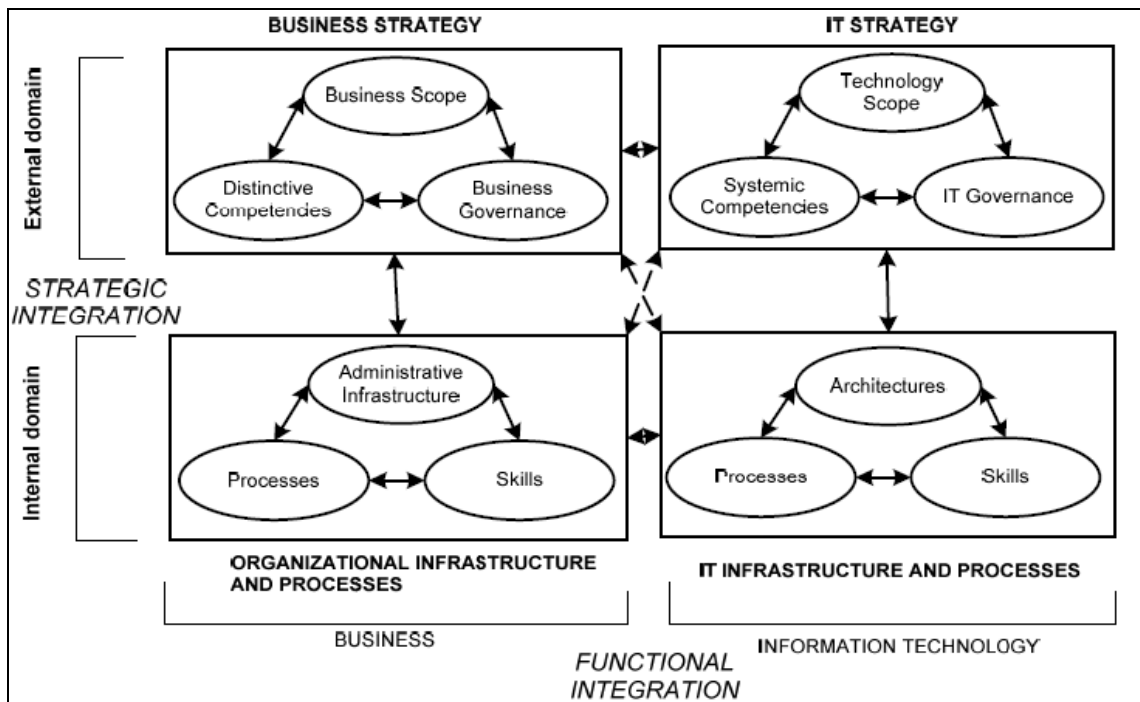 BUSINESS STRATEGY
IT STRATEGY
External domain
Business Scope
Distinctive
Competencies
Business
Governance
Technology
Scope
Systemic
Competencies
IT Governance
STRATEGIC
INTEGRATION
Internal domain
Administrative
Infrastructure
Processes
Skills
Architectures
Processes
Skills
ORGANIZATIONAL INFRASTRUCTURE
AND PROCESSES
IT INFRASTRUCTURE AND PROCESSES
BUSINESS
INFORMATION TECHNOLOGY
FUNCTIONAL
INTEGRATION